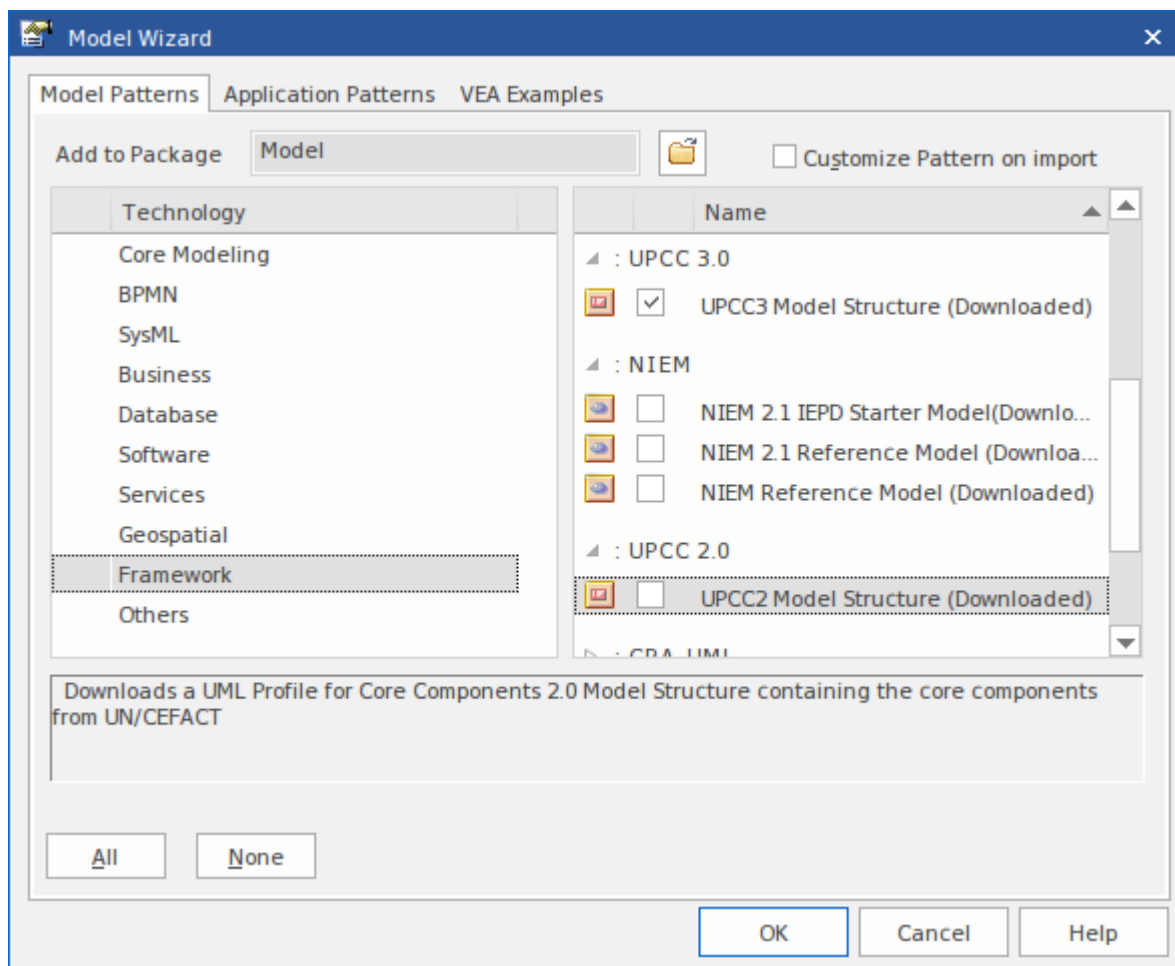 Model Wizard
Model Patterns Application Patterns VEA Examples
Add to Package Model Customize Pattern on import
Technology
Core Modeling
BPMN
SysML
Business
Database
Software
Services
Geospatial
Framework
Others
Name
: UPCC 3.0
UPCC3 Model Structure (Downloaded)
: NIEM
NIEM 2.1 IEPD Starter Model(Downlo...
NIEM 2.1 Reference Model (Downloa...
NIEM Reference Model (Downloaded)
: UPCC 2.0
UPCC2 Model Structure (Downloaded)
Downloads a UML Profile for Core Components 2.0 Model Structure containing the core components
from UN/CEFACT
All None
OK Cancel Help